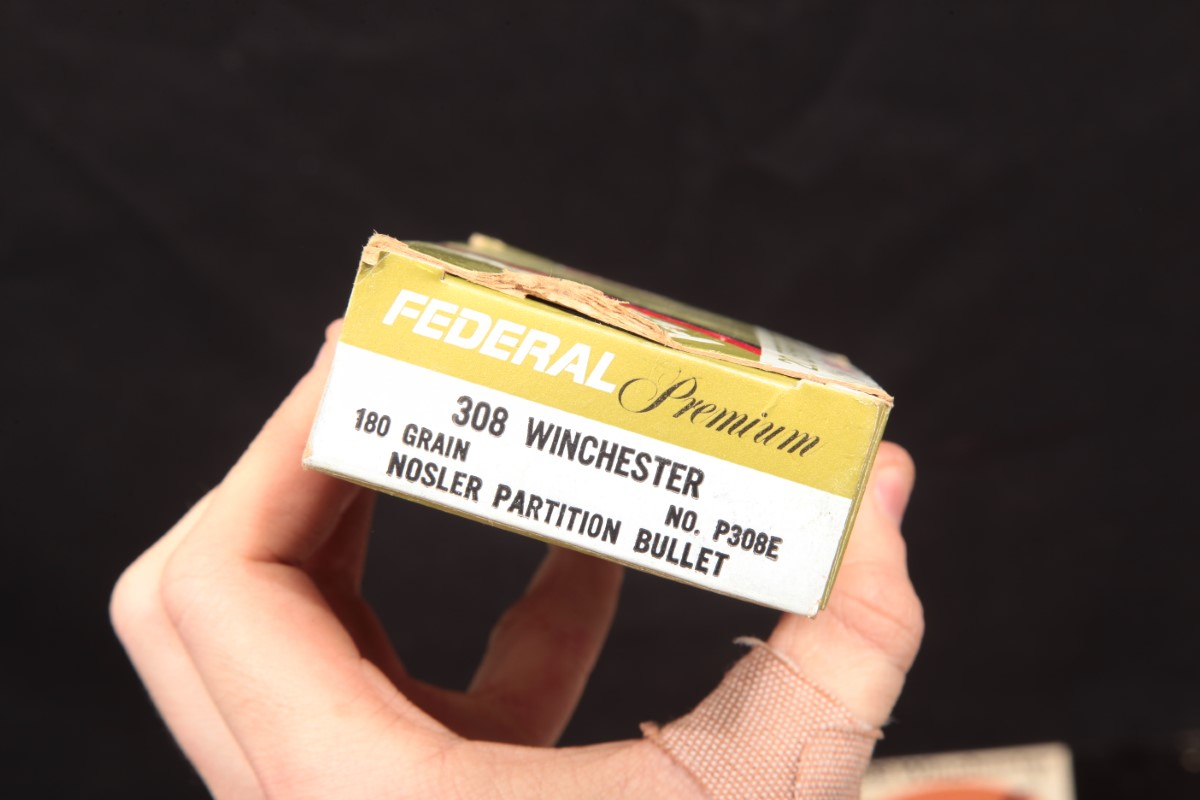 FEDERAL Premium
308 WINCHESTER
180 GRAIN
NO. P308E
NOSLER PARTITION BULLET